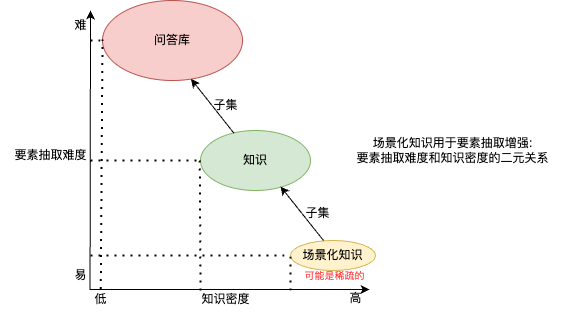 难
问答库
子集
场景化知识用于要素抽取增强:
要素抽取难度和知识密度的二元关系
要素抽取难度
知识
子集
场景化知识
可能是稀疏的
易
低
知识密度
高